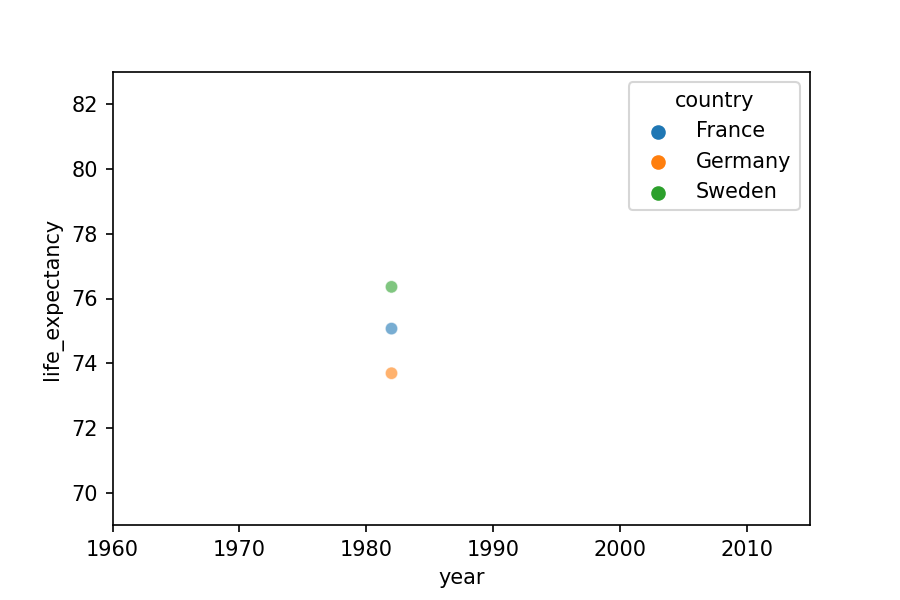 country
France
Germany
Sweden
82
80
78
76
74
72
70
life_expectancy
1960 1970 1980 1990 2000 2010
year